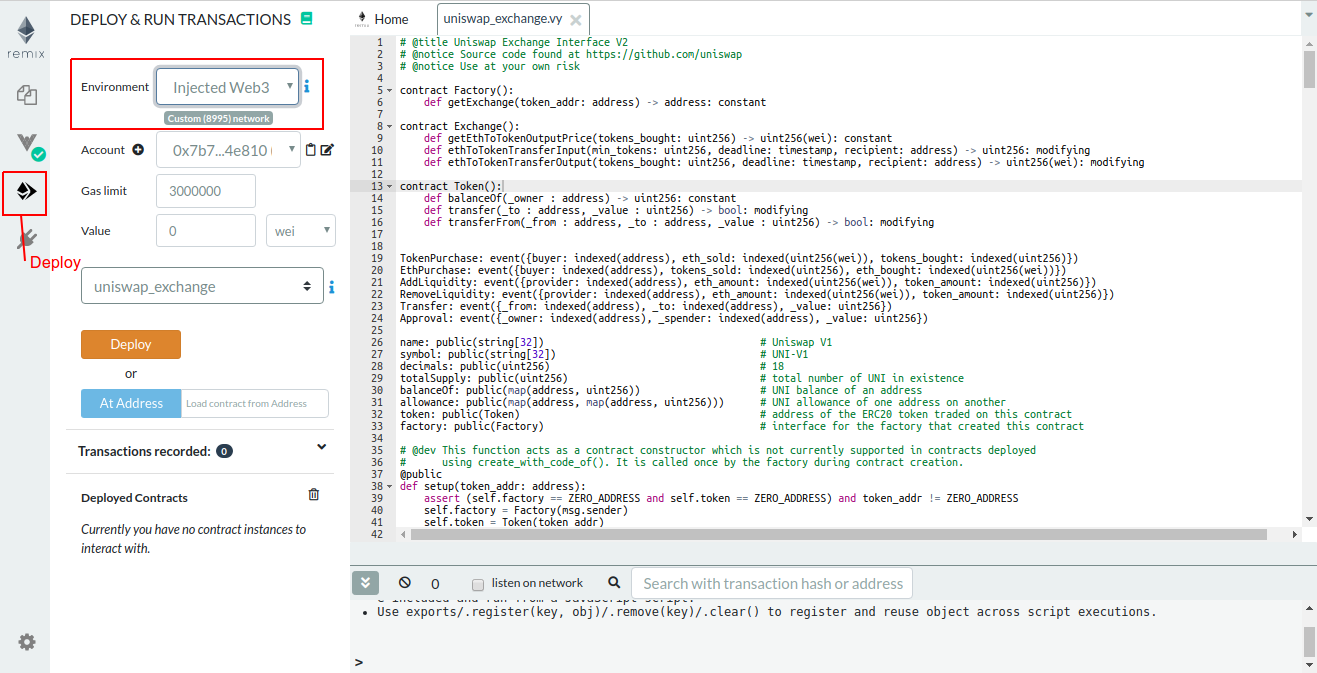 remix
DEPLOY & RUN TRANSACTIONS
Environment
Injected Web3
Custom (8995) network
Account
0x7b7...4e810 (
Gas limit
3000000
Value
0
wei
Deploy
uniswap_exchange
Deploy
or
At Address
Load contract from Address
Transactions recorded: 0
Deployed Contracts
Currently you have no contract instances to
interact with.
Home
remix
uniswap_exchange.vy
1 # @title Uniswap Exchange Interface V2
2 # @notice Source code found at https://github.com/uniswap
3 # @notice Use at your own risk
4
5 contract Factory():
6     def getExchange(token_addr: address) -> address: constant
7
8 contract Exchange():
9     def getEthToTokenOutputPrice(tokens_bought: uint256) -> uint256(wei): constant
10     def ethToTokenTransferInput(min_tokens: uint256, deadline: timestamp, recipient: address) -> uint256: modifying
11     def ethToTokenTransferOutput(tokens_bought: uint256, deadline: timestamp, recipient: address) -> uint256(wei): modifying
12
13 contract Token():
14     def balanceOf(_owner : address) -> uint256: constant
15     def transfer(_to : address, _value : uint256) -> bool: modifying
16     def transferFrom(_from : address, _to : address, _value : uint256) -> bool: modifying
17
18
19 TokenPurchase: event({buyer: indexed(address), eth_sold: indexed(uint256(wei)), tokens_bought: indexed(uint256)})
20 EthPurchase: event({buyer: indexed(address), tokens_sold: indexed(uint256), eth_bought: indexed(uint256(wei))})
21 AddLiquidity: event({provider: indexed(address), eth_amount: indexed(uint256(wei)), token_amount: indexed(uint256)})
22 RemoveLiquidity: event({provider: indexed(address), eth_amount: indexed(uint256(wei)), token_amount: indexed(uint256)})
23 Transfer: event({_from: indexed(address), _to: indexed(address), _value: uint256})
24 Approval: event({_owner: indexed(address), _spender: indexed(address), _value: uint256})
25
26 name: public(string[32]) # Uniswap V1
27 symbol: public(string[32]) # UNI-V1
28 decimals: public(uint256) # 18
29 totalSupply: public(uint256) # total number of UNI in existence
30 balanceOf: public(map(address, uint256)) # UNI balance of an address
31 allowance: public(map(address, map(address, uint256))) # UNI allowance of one address on another
32 token: public(Token) # address of the ERC20 token traded on this contract
33 factory: public(Factory) # interface for the factory that created this contract
34
35 # @dev This function acts as a contract constructor which is not currently supported in contracts deployed
36 #      using create_with_code_of(). It is called once by the factory during contract creation.
37 @public
38 def setup(token_addr: address):
39     assert (self.factory == ZERO_ADDRESS and self.token == ZERO_ADDRESS) and token_addr != ZERO_ADDRESS
40     self.factory = Factory(msg.sender)
41     self.token = Token(token_addr)
42
0
listen on network
Search with transaction hash or address
e included and run from a JavaScript script.
• Use exports/.register(key, obj)/.remove(key)/.clear() to register and reuse object across script executions.
>